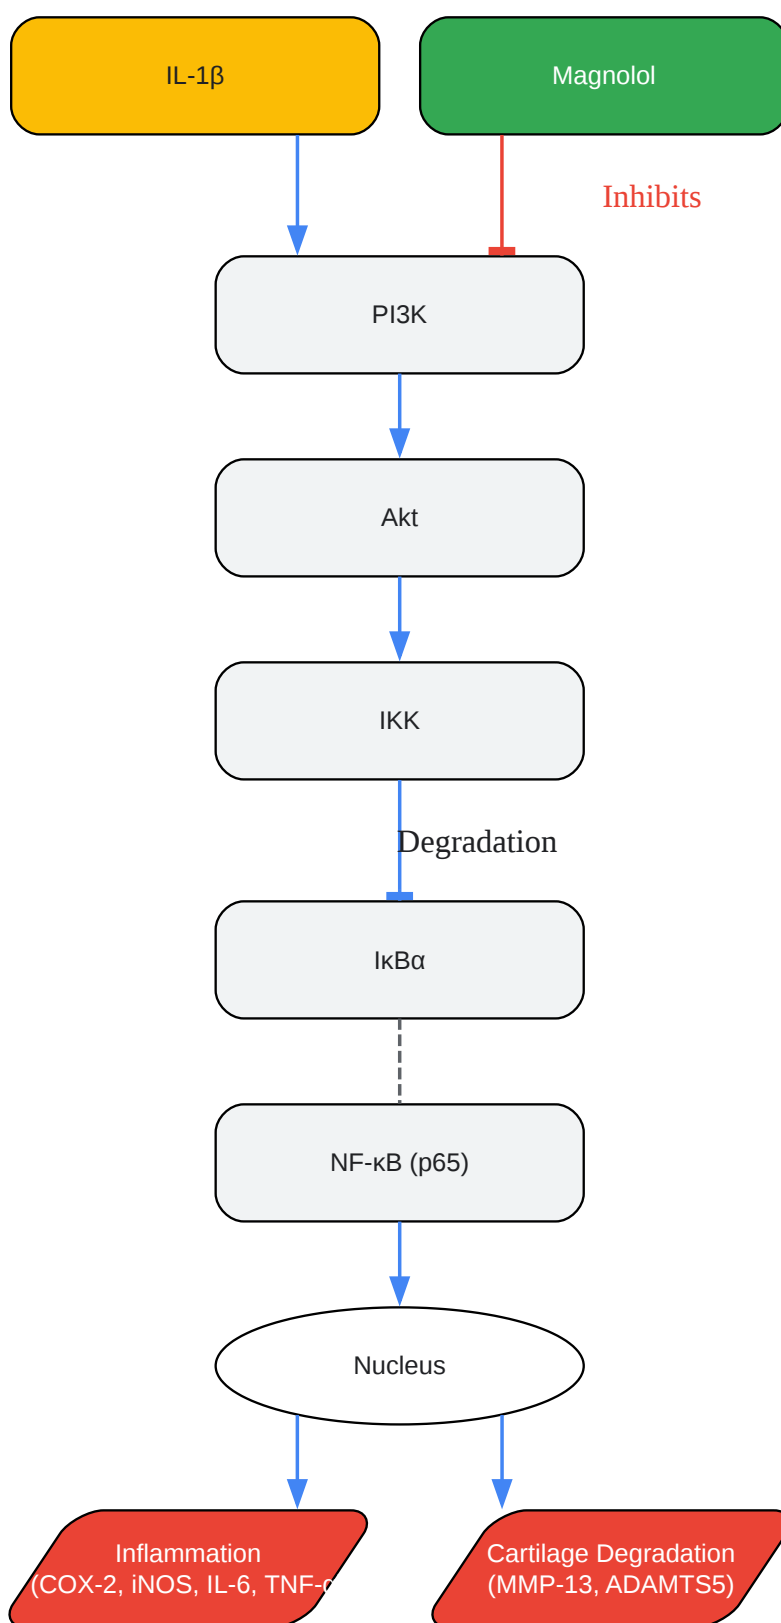 IL-1β
Magnolol
Inhibits
PI3K
Akt
IKK
Degradation
IκBα
NF-κB (p65)
Nucleus
Inflammation
(COX-2, iNOS, IL-6, TNF-α
Cartilage Degradation
(MMP-13, ADAMTS5)